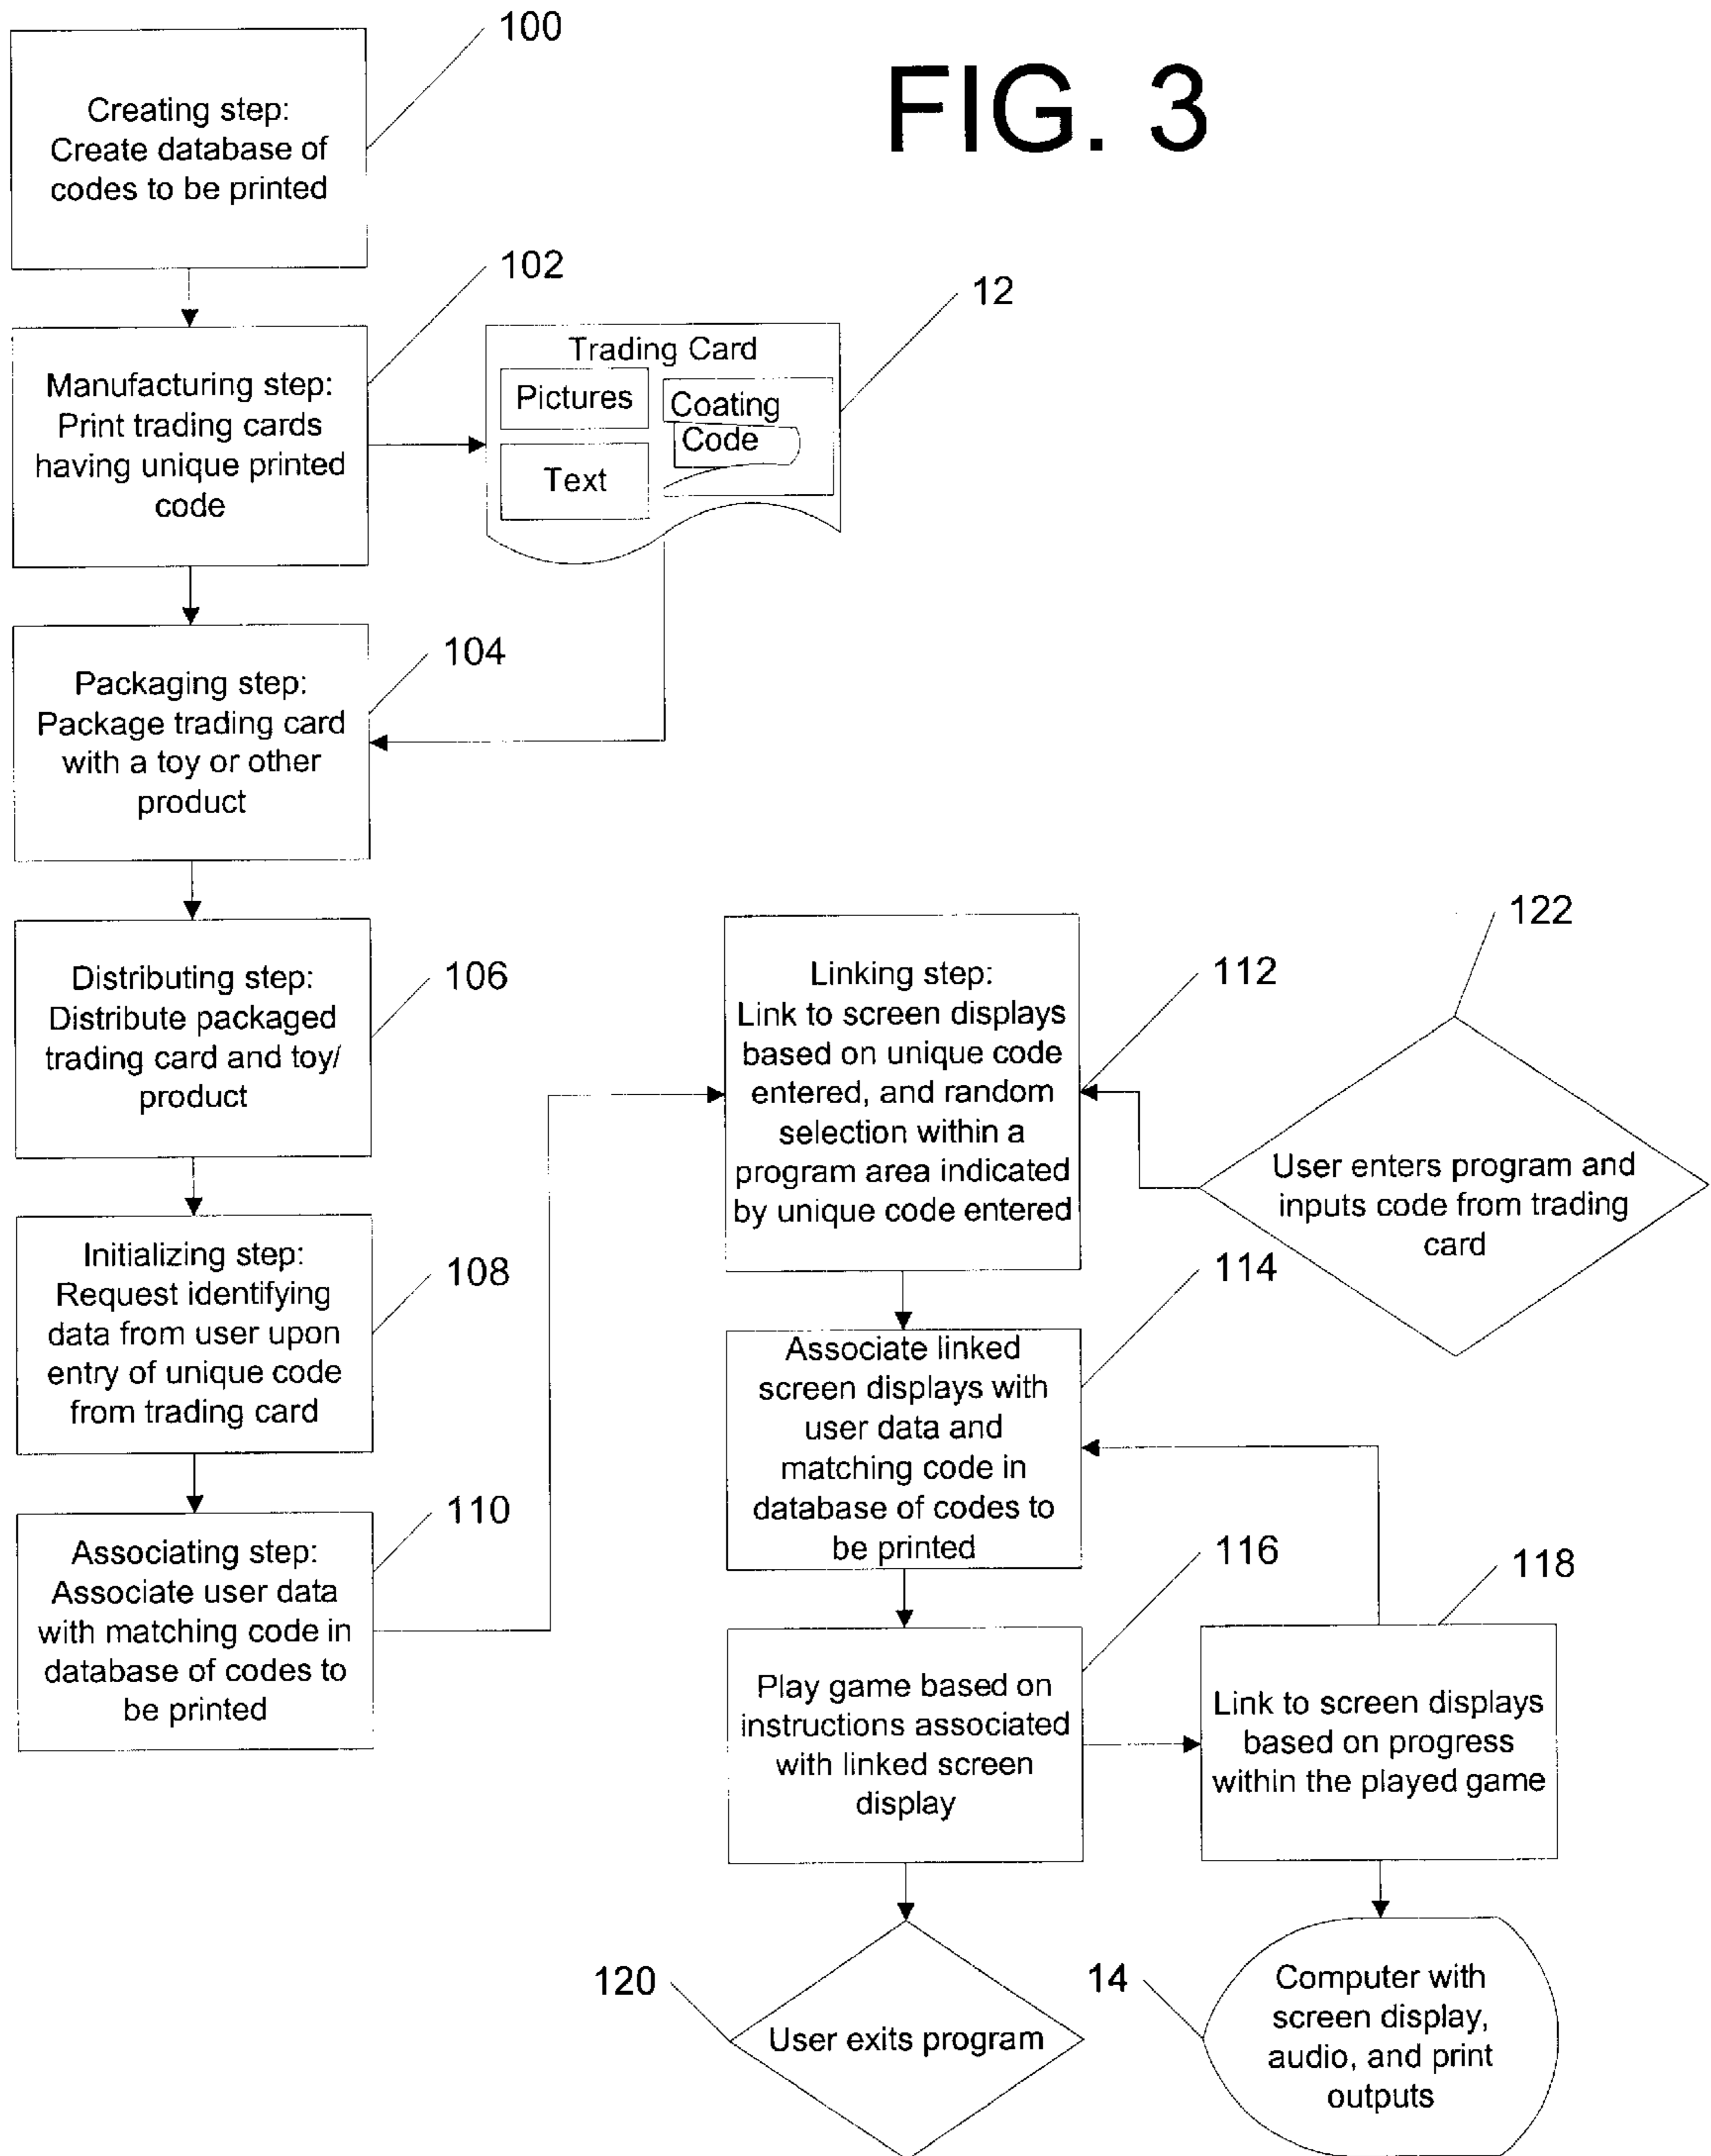 FIG. 3
100
Creating step:
Create database of
codes to be printed
102
Manufacturing step:
Print trading cards
having unique printed
code
12
Trading Card
Pictures
Coating
Code
Text
104
Packaging step:
Package trading card
with a toy or other
product
106
Distributing step:
Distribute packaged
trading card and toy/
product
108
Initializing step:
Request identifying
data from user upon
entry of unique code
from trading card
110
Associating step:
Associate user data
with matching code in
database of codes to
be printed
112
Linking step:
Link to screen displays
based on unique code
entered, and random
selection within a
program area indicated
by unique code entered
122
User enters program and
inputs code from trading
card
114
Associate linked
screen displays with
user data and
matching code in
database of codes to
be printed
116
Play game based on
instructions associated
with linked screen
display
118
Link to screen displays
based on progress
within the played game
120
User exits program
14
Computer with
screen display,
audio, and print
outputs